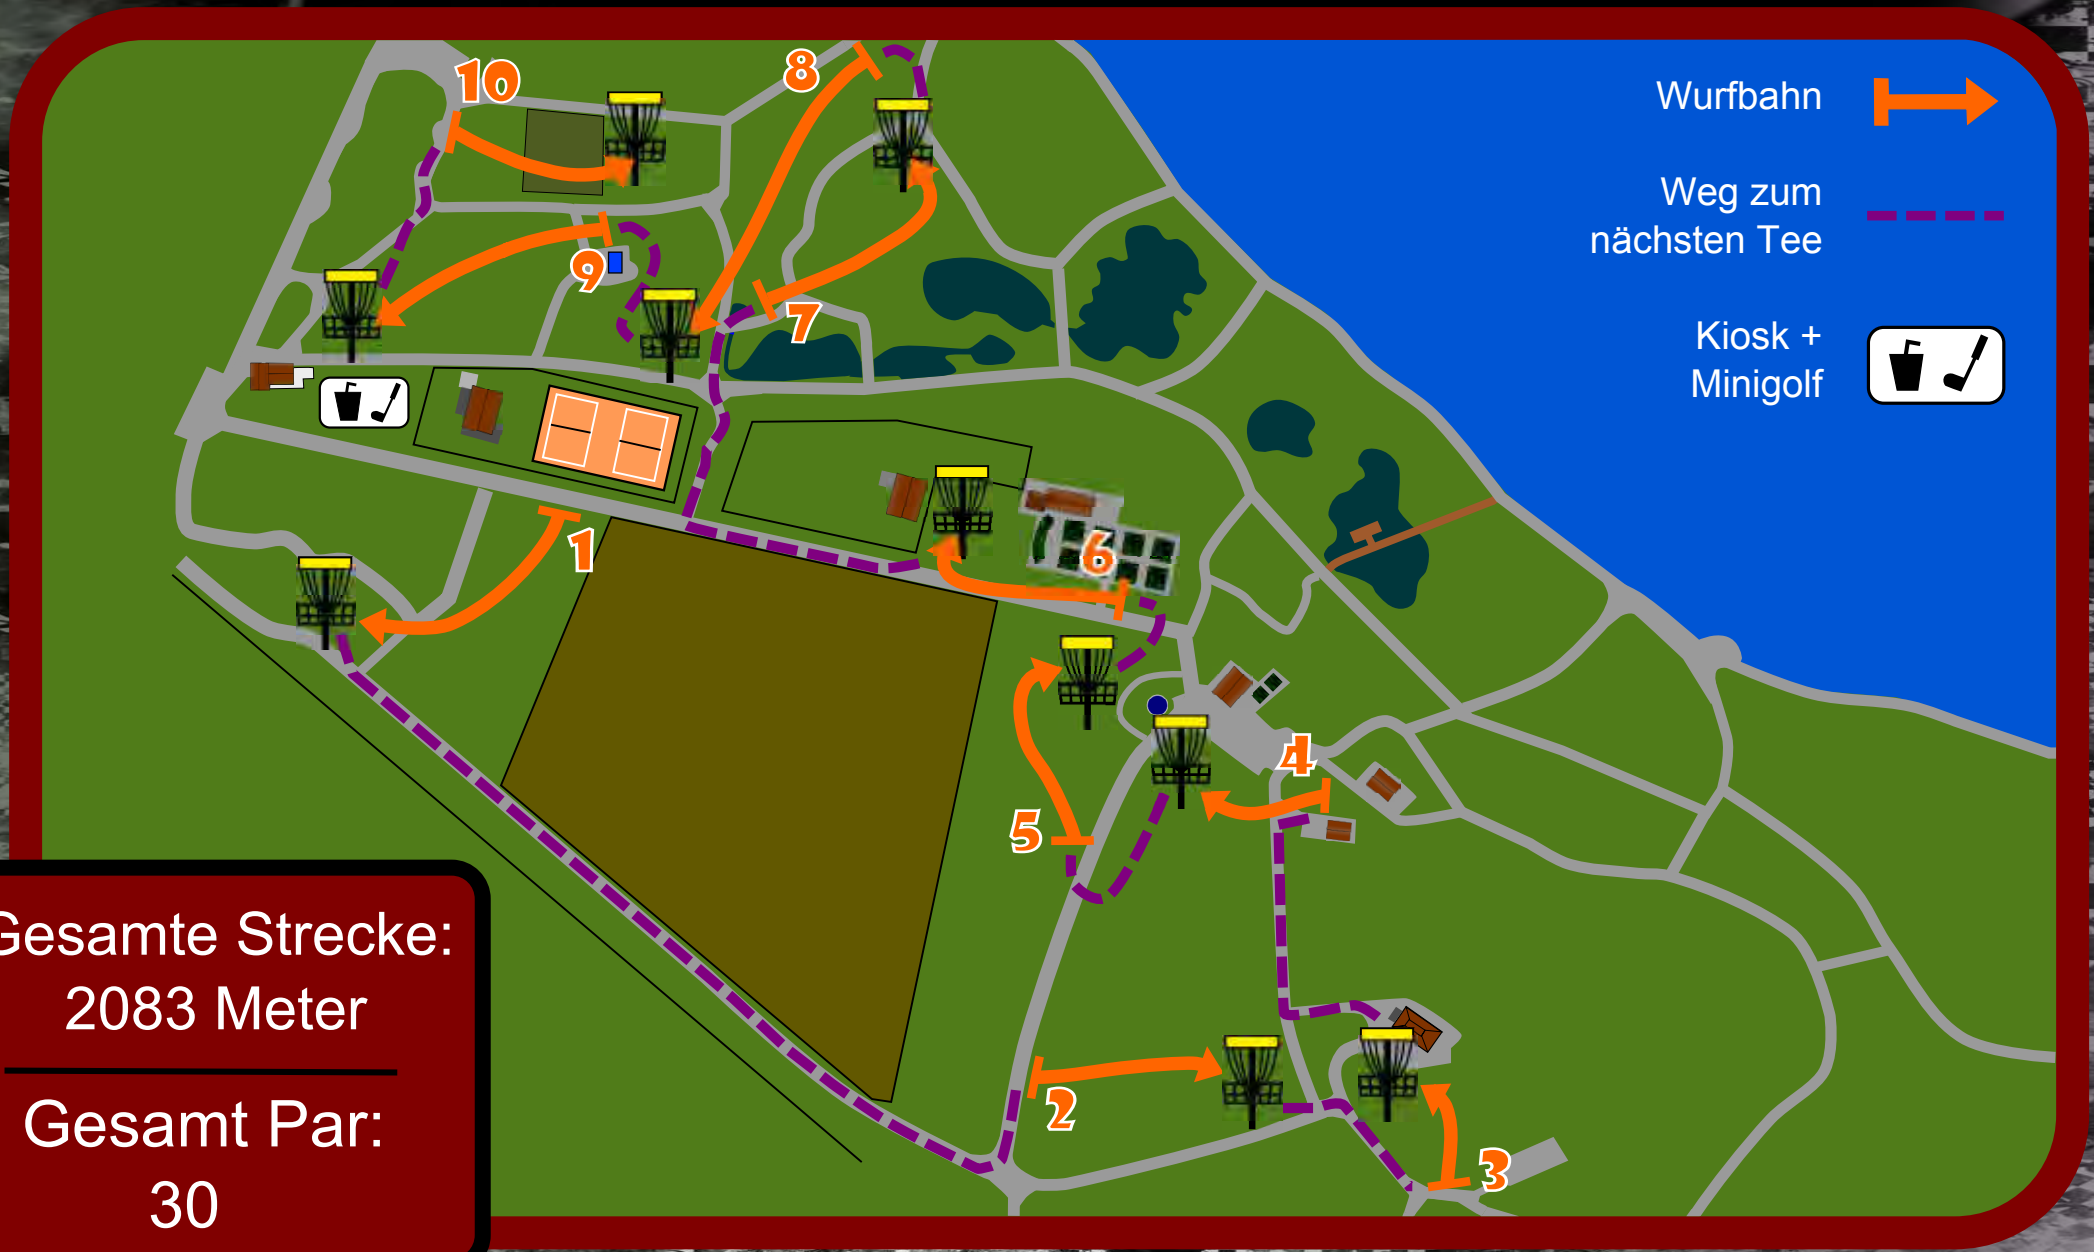 10
8
Wurfbahn
Weg zum
nächsten Tee
9
7
Kiosk +
Minigolf
1
6
4
5
2
3
Gesamte Strecke:
2083 Meter
Gesamt Par:
30